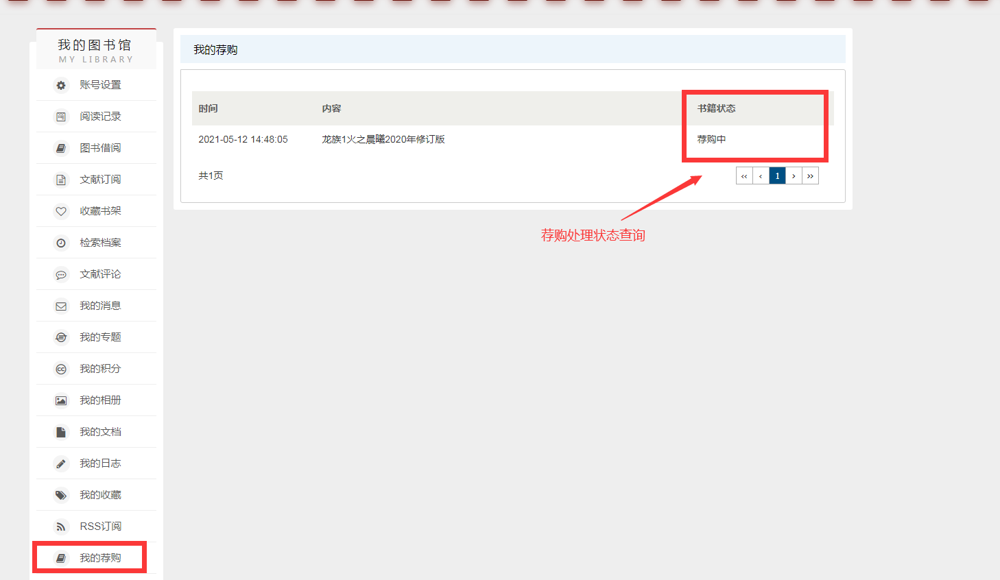 我的图书馆
MY LIBRARY
账号设置
阅读记录
图书借阅
文献订阅
收藏书架
检索档案
文献评论
我的消息
我的专题
我的积分
我的相册
我的文档
我的日志
我的收藏
RSS订阅
我的荐购
我的荐购
时间 内容 书籍状态
2021-05-12 14:48:05 龙族1火之晨曦2020年修订版 荐购中
共1页 ‹‹ ‹ 1 › ››
荐购处理状态查询